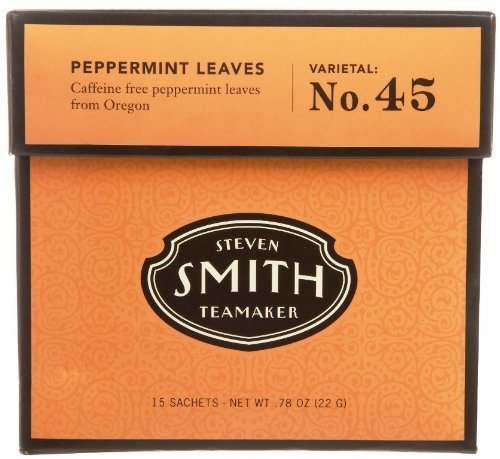 PEPPERMINT LEAVES
Caffeine free peppermint leaves
from Oregon
VARIETAL:
No. 45
STEVEN
SMITH
TEAMAKER
15 SACHETS · NET WT .78 OZ (22 G)